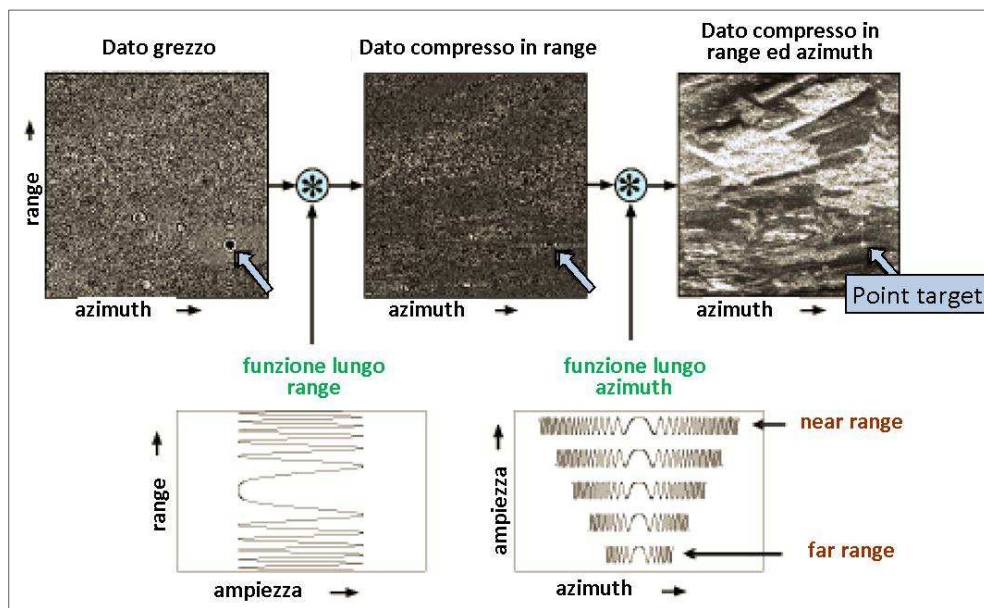 Dato grezzo
Dato compresso in range
Dato compresso in
range ed azimuth
range
azimuth
azimuth
azimuth
Point target
funzione lungo
range
funzione lungo
azimuth
range
ampiezza
ampiezza
azimuth
near range
far range